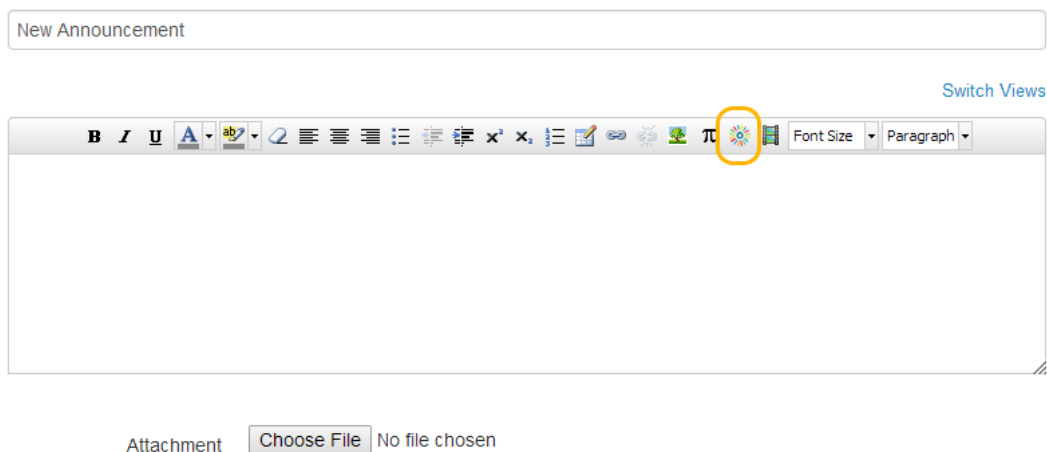 New Announcement
Switch Views
B I U A ab x² x₂ π Font Size Paragraph
Attachment Choose File No file chosen